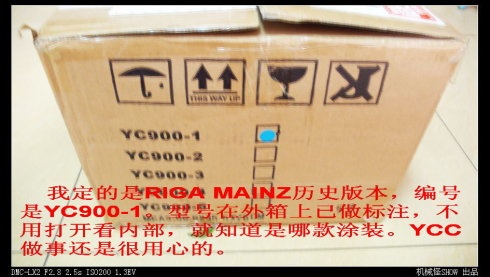 THIS WAY UP
YC900-1
YC900-2
YC900-3
我定的是RIGA MAINZ历史版本，编号
是YC900-1。型号在外箱上已做标注，不
用打开看内部，就知道是哪款涂装。YCC
做事还是很用心的。
DMC-LX2 F2.8 2.5s ISO200 1.3EV
机械怪SHOW 出品